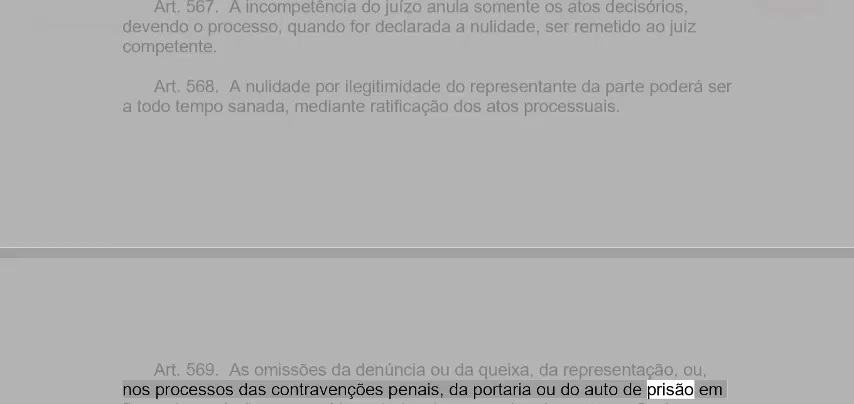 Art. 567. A incompetência do juízo anula somente os atos decisórios,
devendo o processo, quando for declarada a nulidade, ser remetido ao juiz
competente.
Art. 568. A nulidade por ilegitimidade do representante da parte poderá ser
a todo tempo sanada, mediante ratificação dos atos processuais.
Art. 569. As omissões da denúncia ou da queixa, da representação, ou,
nos processos das contravenções penais, da portaria ou do auto de prisão em